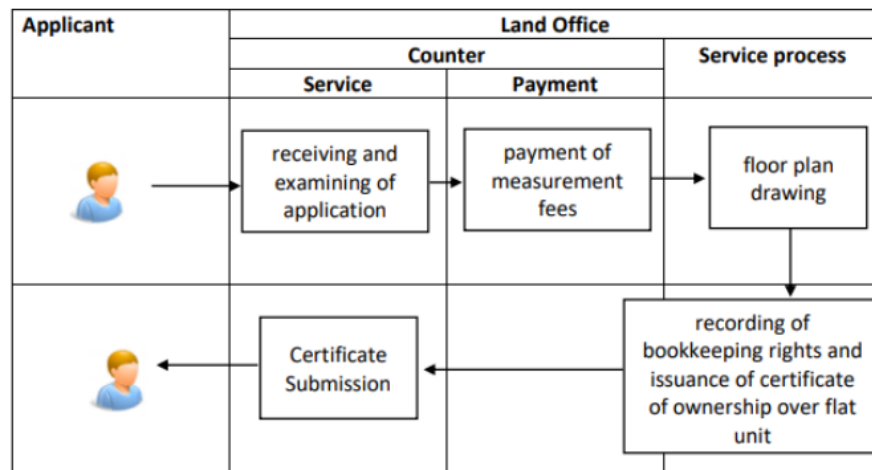 Applicant
Land Office
Counter
Service process
Service
Payment
receiving and
examining of
application
payment of
measurement
fees
floor plan
drawing
Certificate
Submission
recording of
bookkeeping rights and
issuance of certificate
of ownership over flat
unit